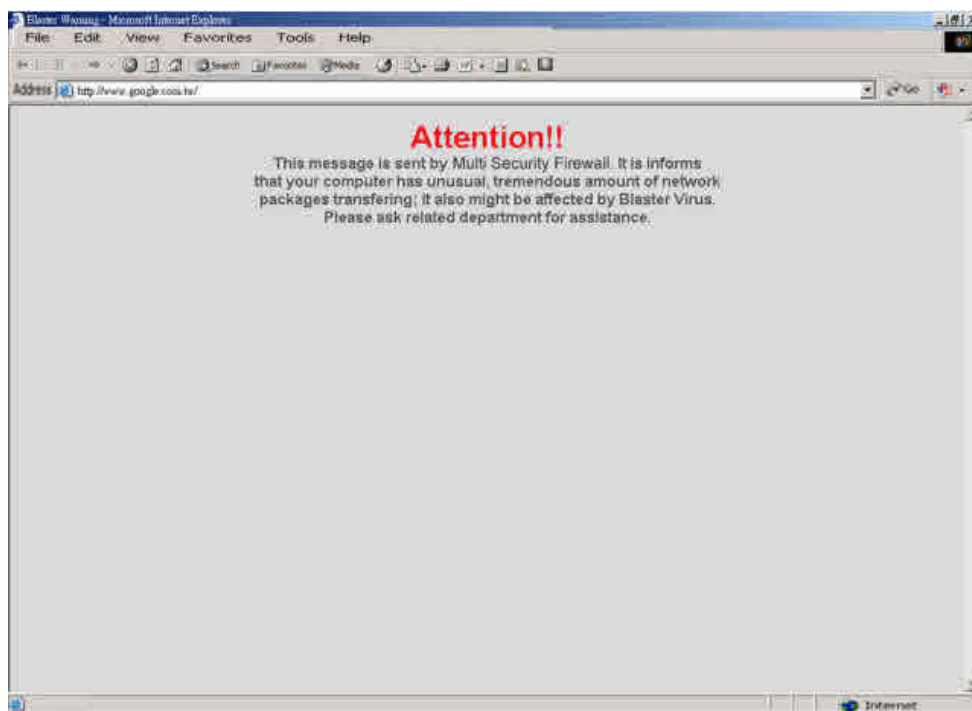 Blaster Warning - Microsoft Internet Explorer
File Edit View Favorites Tools Help
Search Favorites Media
Address http://www.google.com.tw/ Go
Attention!!
This message is sent by Multi Security Firewall. It is informs
that your computer has unusual, tremendous amount of network
packages transfering; it also might be affected by Blaster Virus.
Please ask related department for assistance.
Internet